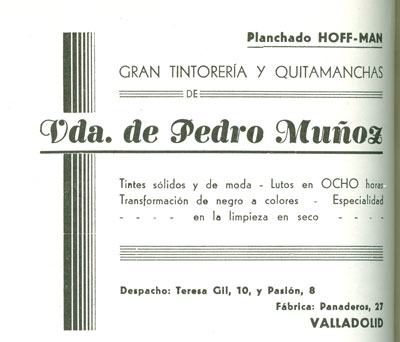 Planchado HOFF-MAN
GRAN TINTORERÍA Y QUITAMANCHAS
DE
Vda. de Pedro Muñoz
Tintes sólidos y de moda - Lutos en OCHO horas
Transformación de negro a colores - Especialidad
- - - - en la limpieza en seco - - - -
Despacho: Teresa Gil, 10, y Pasión, 8
Fábrica: Panaderos, 27
VALLADOLID